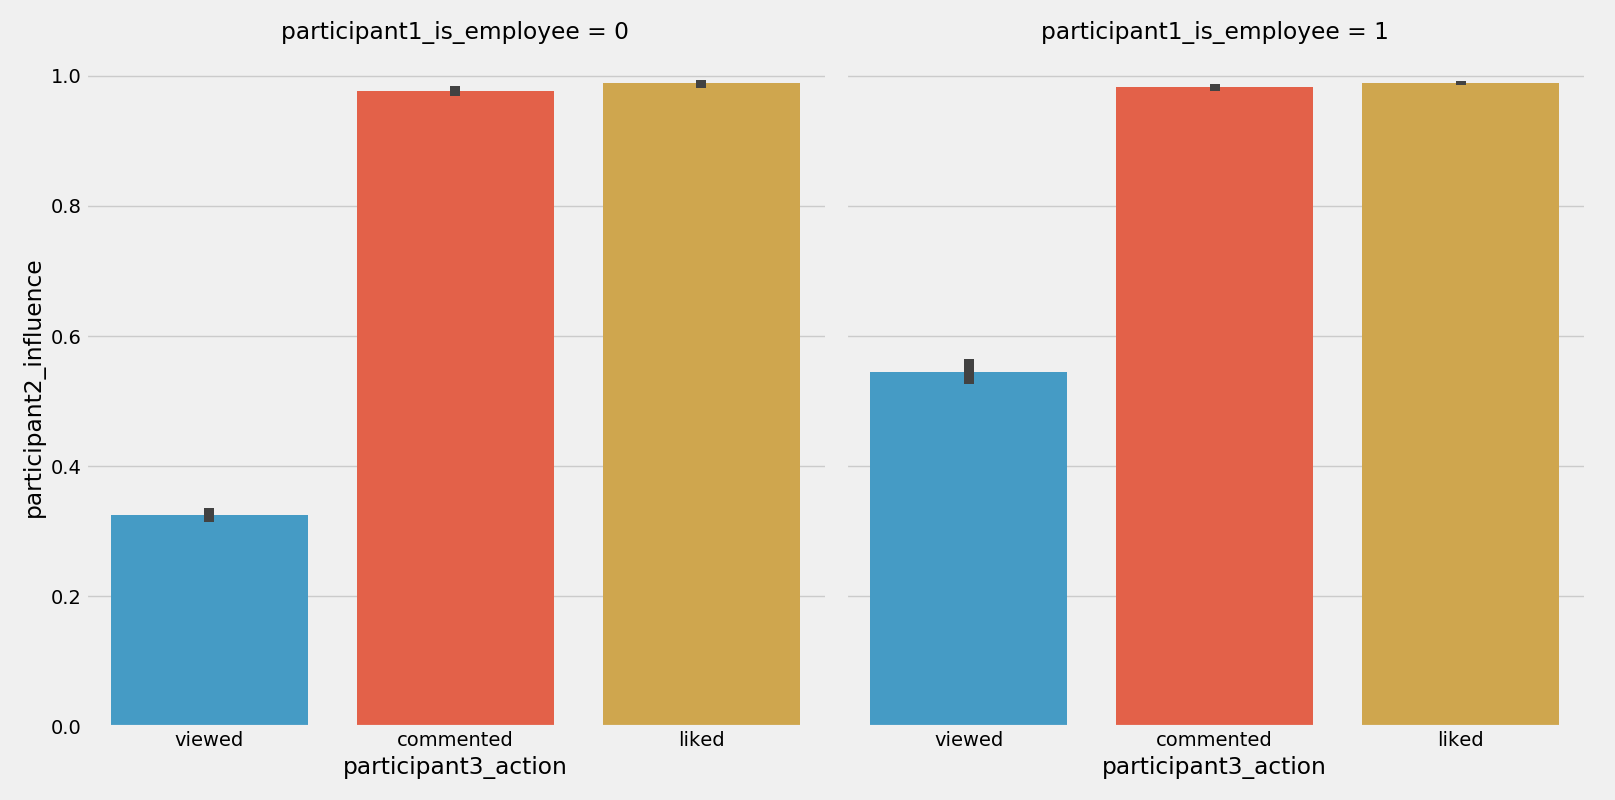 participant1_is_employee = 0
participant1_is_employee = 1
participant2_influence
1.0
0.8
0.6
0.4
0.2
0.0
viewed
commented
liked
viewed
commented
liked
participant3_action
participant3_action